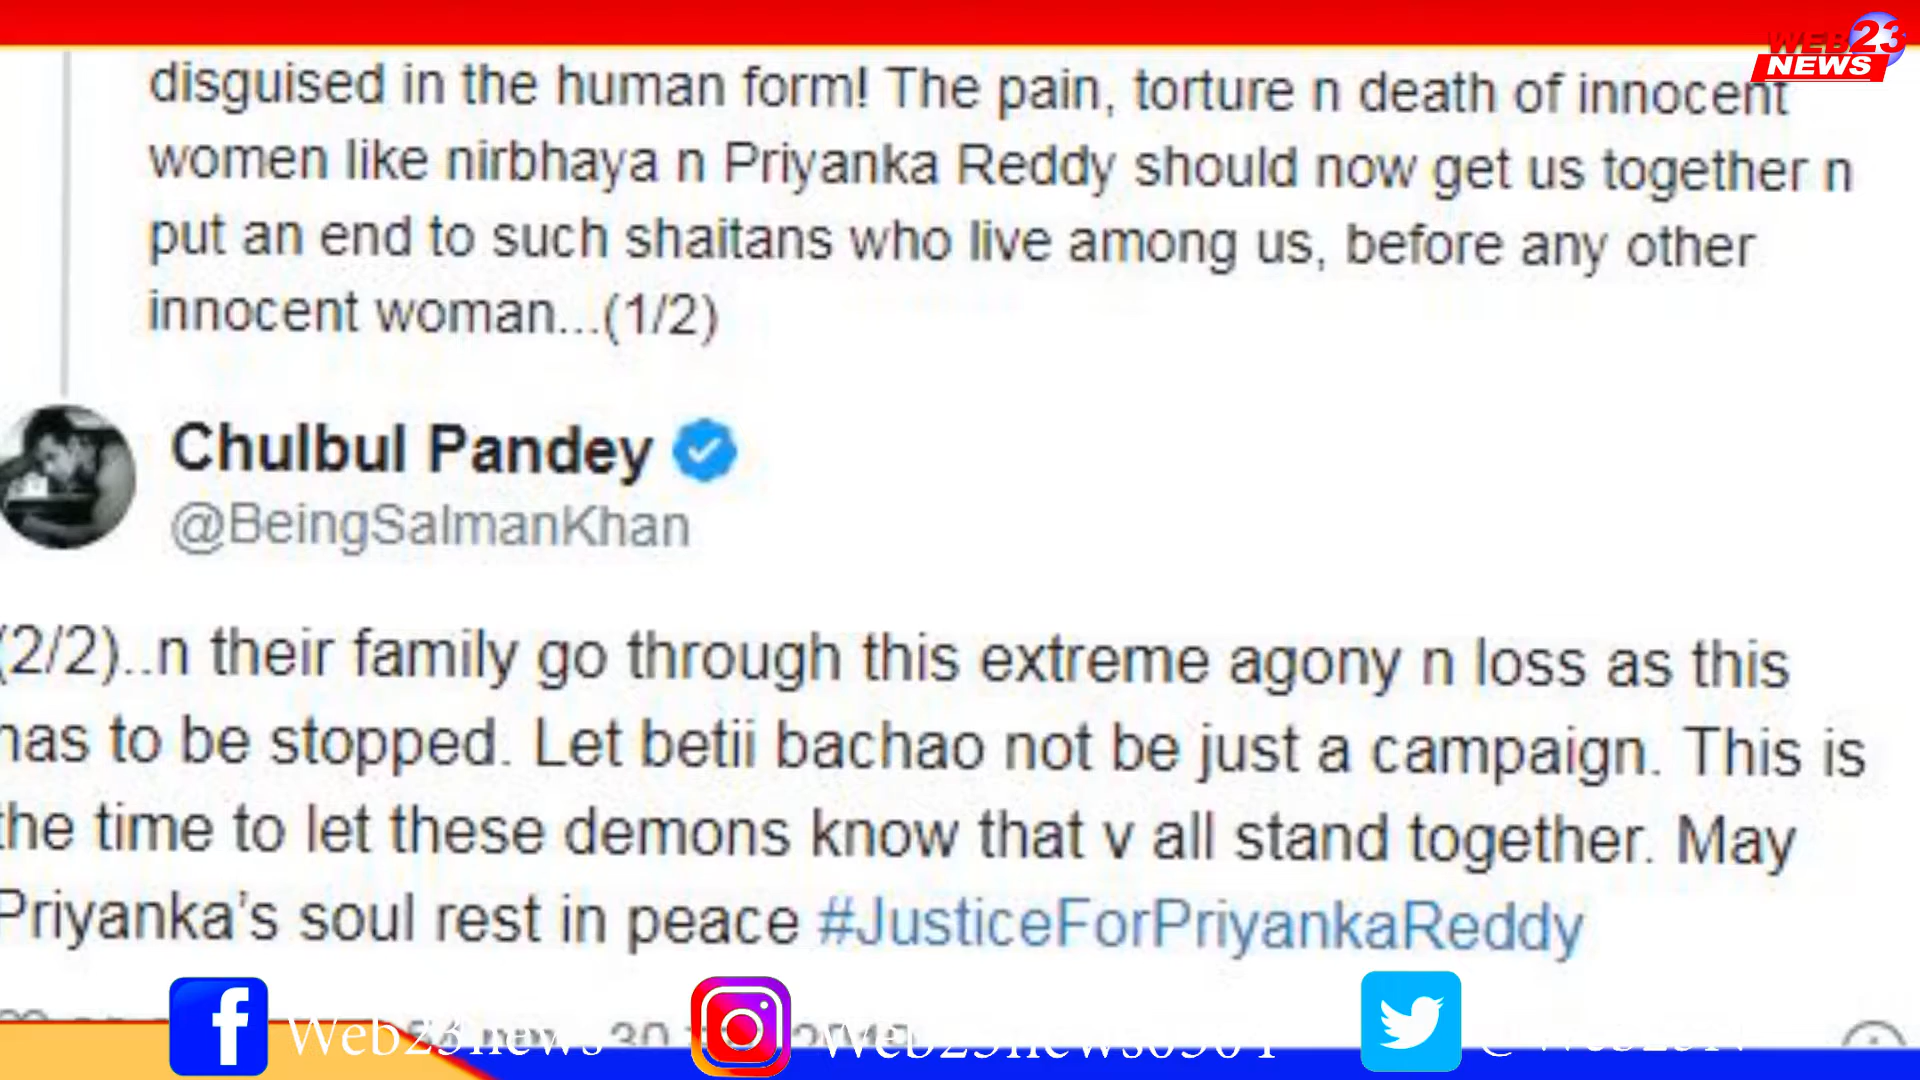 WEB 23
NEWS
disguised in the human form! The pain, torture n death of innocent
women like nirbhaya n Priyanka Reddy should now get us together n
put an end to such shaitans who live among us, before any other
innocent woman...(1/2)
Chulbul Pandey
@BeingSalmanKhan
(2/2)..n their family go through this extreme agony n loss as this
has to be stopped. Let betii bachao not be just a campaign. This is
the time to let these demons know that v all stand together. May
Priyanka's soul rest in peace #JusticeForPriyankaReddy
Web23news